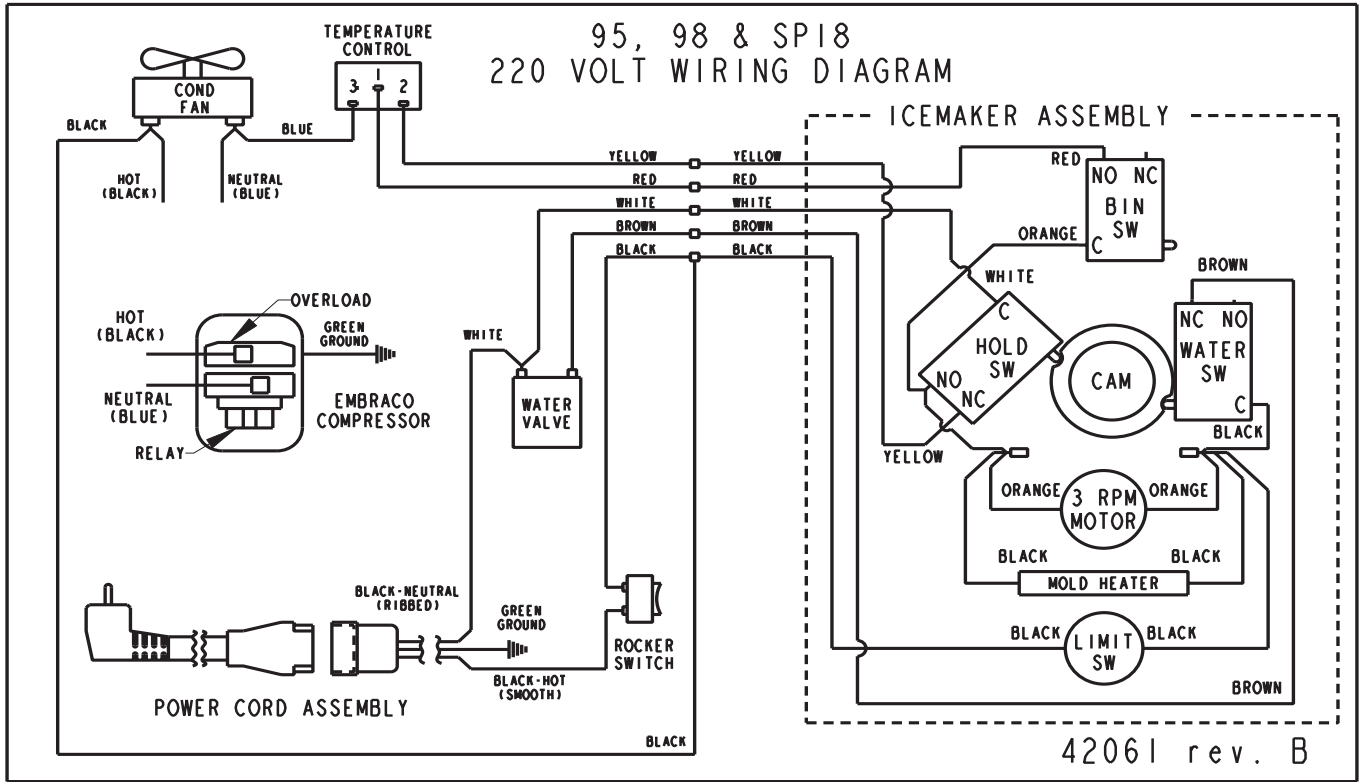 95, 98 & SP18
220 VOLT WIRING DIAGRAM
TEMPERATURE
CONTROL
3 1 2
COND
FAN
BLACK
BLUE
HOT
(BLACK)
NEUTRAL
(BLUE)
ICEMAKER ASSEMBLY
YELLOW
YELLOW
RED
RED
WHITE
WHITE
BROWN
BROWN
BLACK
BLACK
RED
NO NC
BIN
SW
C
ORANGE
WHITE
BROWN
C
HOLD
SW
NO
NC
CAM
NC NO
WATER
SW
C
BLACK
YELLOW
OVERLOAD
HOT
(BLACK)
GREEN
GROUND
NEUTRAL
(BLUE)
EMBRACO
COMPRESSOR
RELAY
WHITE
WATER
VALVE
ORANGE
3 RPM
MOTOR
ORANGE
BLACK
BLACK
MOLD HEATER
BLACK
LIMIT
SW
BLACK
BROWN
BLACK-NEUTRAL
(RIBBED)
GREEN
GROUND
ROCKER
SWITCH
BLACK-HOT
(SMOOTH)
POWER CORD ASSEMBLY
BLACK
42061 rev. B